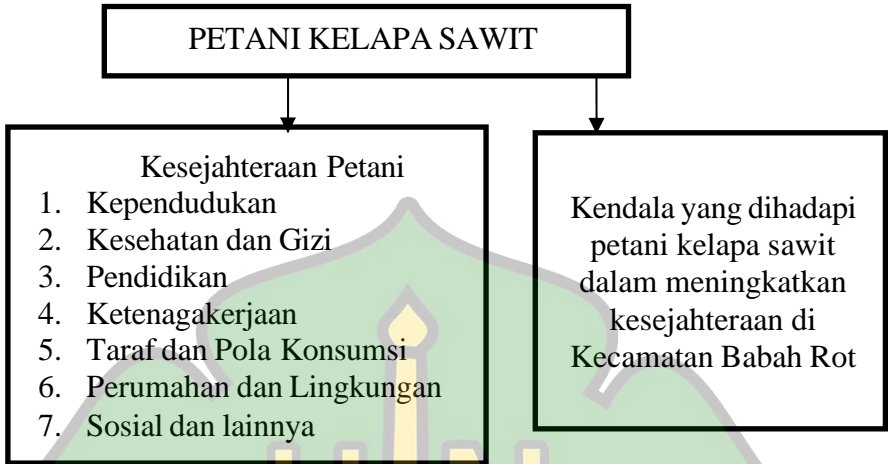 PETANI KELAPA SAWIT
Kesejahteraan Petani
1. Kependudukan
2. Kesehatan dan Gizi
3. Pendidikan
4. Ketenagakerjaan
5. Taraf dan Pola Konsumsi
6. Perumahan dan Lingkungan
7. Sosial dan lainnya
Kendala yang dihadapi
petani kelapa sawit
dalam meningkatkan
kesejahteraan di
Kecamatan Babah Rot